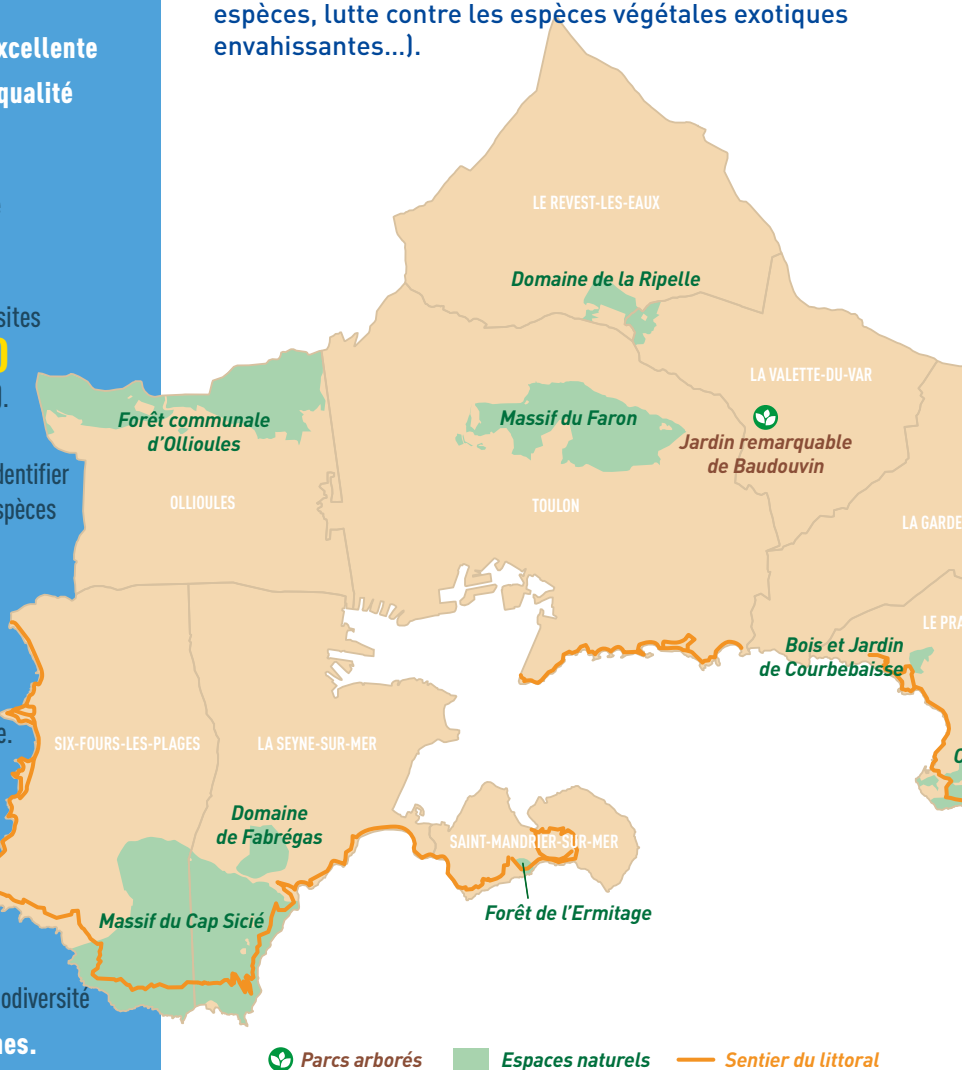 xcellente
qualité
sites
).
dentifier
spèces
e.
odiversité
nes.
espèces, lutte contre les espèces végétales exotiques
envahissantes...).
LE REVEST-LES-EAUX
Domaine de la Ripelle
LA VALETTE-DU-VAR
Forêt communale
d'Ollioules
Massif du Faron
Jardin remarquable
de Baudouvin
OLLIOULES
TOULON
LA GARDE
LE PRA
Bois et Jardin
de Courbebaisse
SIX-FOURS-LES-PLAGES
LA SEYNE-SUR-MER
Domaine
de Fabrégas
SAINT-MANDRIER-SUR-MER
Massif du Cap Sicié
Forêt de l'Ermitage
Parcs arborés
Espaces naturels
Sentier du littoral